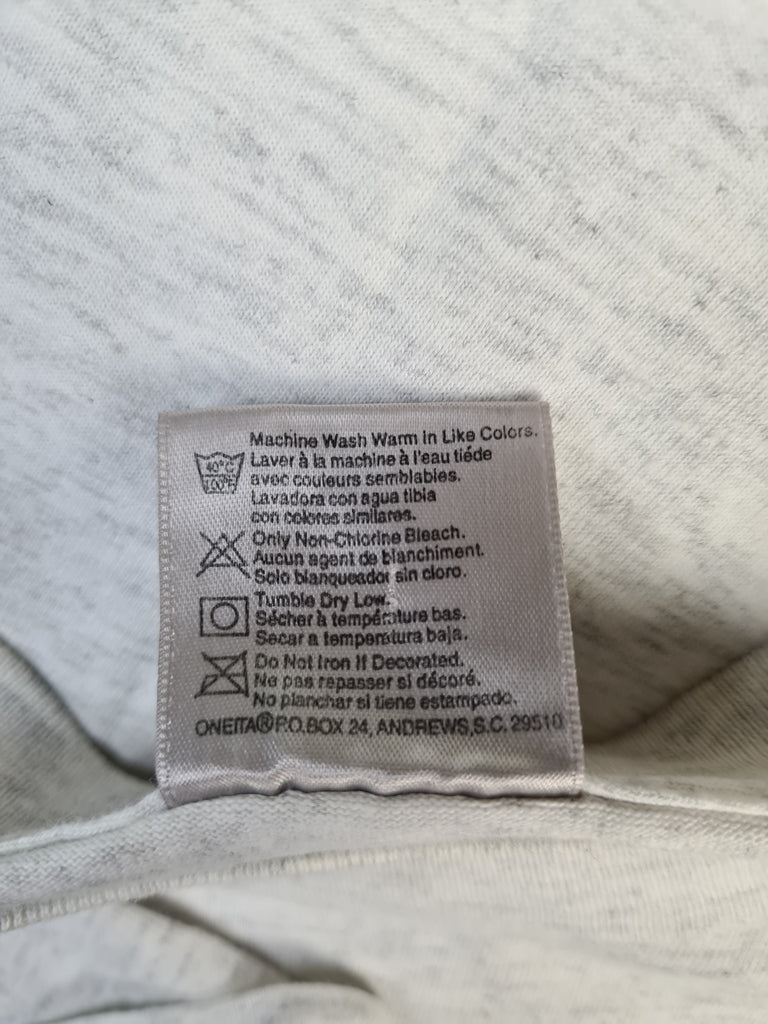 Machine Wash Warm in Like Colors.
40°C
100°F
Laver à la machine à l'eau tiéde
avec couleurs semblables.
Lavadora con agua tibia
con colores similares.
Only Non-Chlorine Bleach.
Aucun agent de blanchiment.
Solo blanqueador sin cloro.
Tumble Dry Low.
Sécher à température bas.
Secar a temperatura baja.
Do Not Iron If Decorated.
Ne pas repasser si décoré.
No planchar si tiene estampado.
ONEITA® P.O.BOX 24, ANDREWS,S.C. 29510